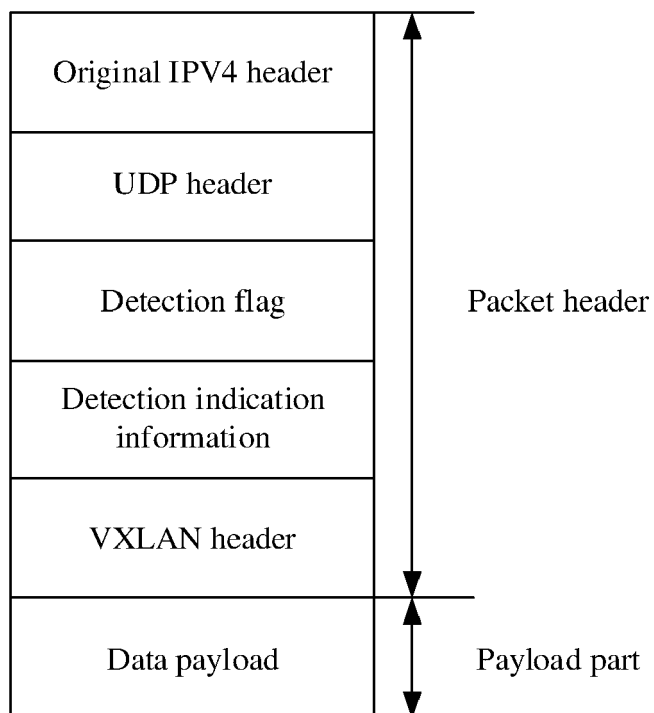 Original IPV4 header
UDP header
Detection flag
Packet header
Detection indication
information
VXLAN header
Data payload
Payload part